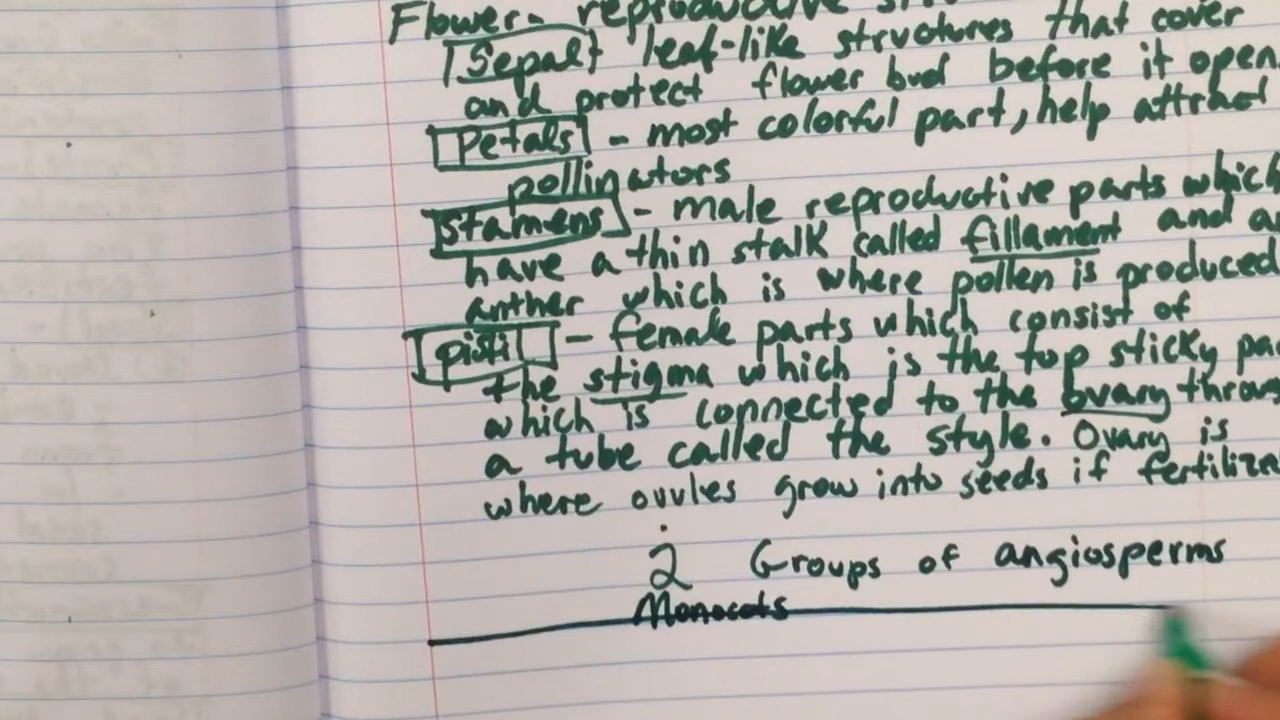 Flower - reproductive
Sepal leaf-like structures that cover
and protect flower bud before it open
Petals - most colorful part, help attract
pollinators
Stamens - male reproductive parts which
have a thin stalk called fillament and
anther which is where pollen is produced
pistil - female parts which consist of
the stigma which is the top sticky
which is connected to the ovary
a tube called the style. Ovary is
where ovules grow into seeds if
2 Groups of angiosperms
Monocots